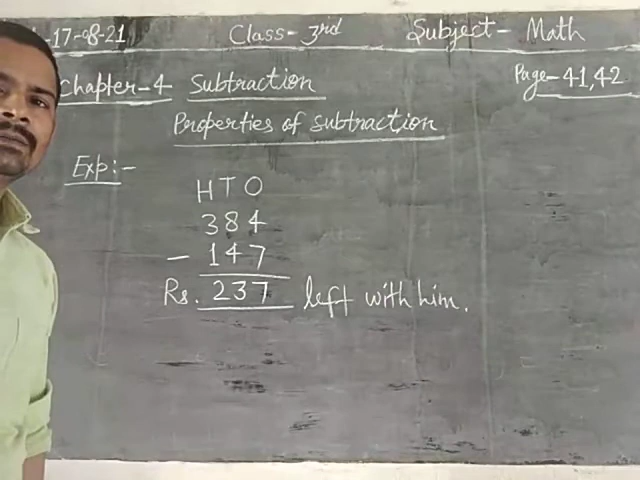 17-08-21 Class- 3rd Subject- Math
Chapter-4 Subtraction Page-41,42
Properties of subtraction
Exp:-
H T O
3 8 4
- 1 4 7
Rs. 2 3 7 left with him.